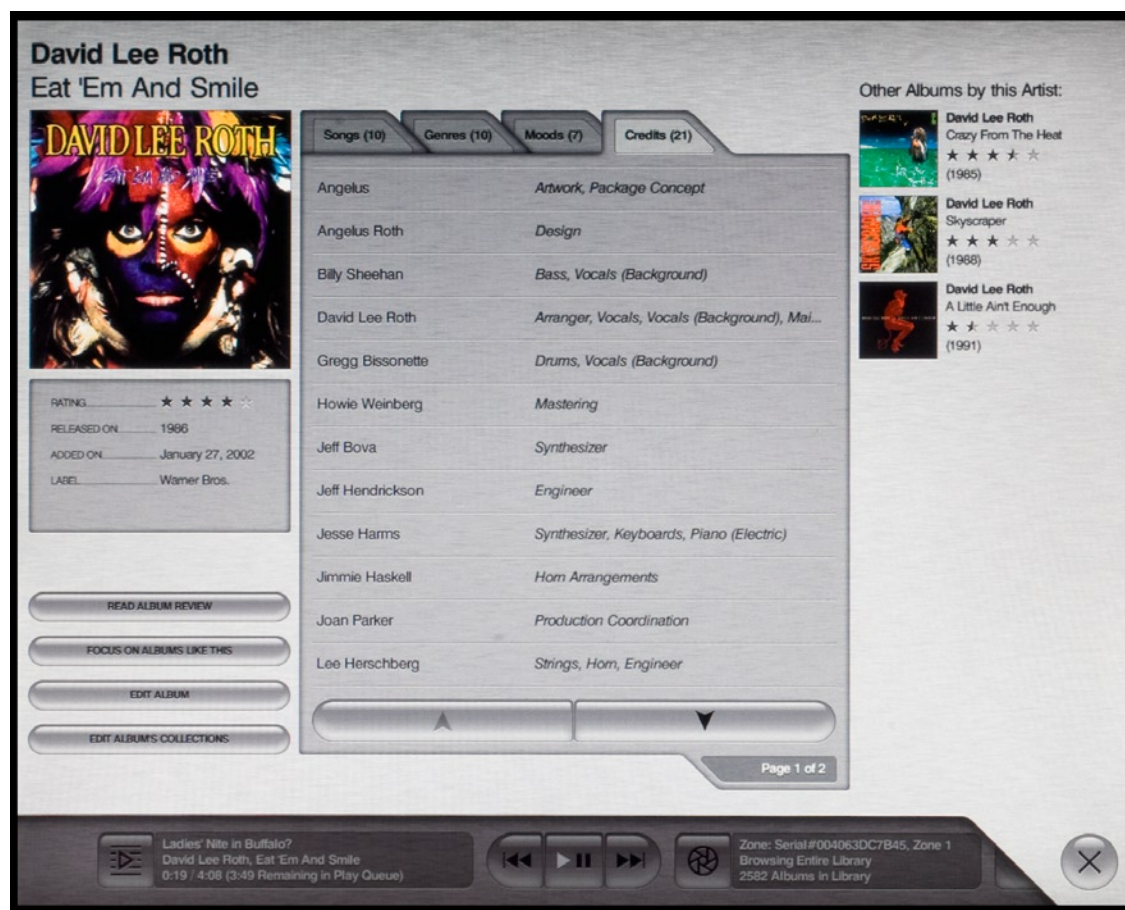 David Lee Roth
Eat 'Em And Smile
DAVID LEE ROTH
EAT 'EM AND SMILE
RATING
RELEASED ON 1986
ADDED ON January 27, 2002
LABEL Warner Bros.
READ ALBUM REVIEW
FOCUS ON ALBUMS LIKE THIS
EDIT ALBUM
EDIT ALBUM'S COLLECTIONS
Songs (10) Genres (10) Moods (7) Credits (21)
Angelus Artwork, Package Concept
Angelus Roth Design
Billy Sheehan Bass, Vocals (Background)
David Lee Roth Arranger, Vocals, Vocals (Background), Mai...
Gregg Bissonette Drums, Vocals (Background)
Howie Weinberg Mastering
Jeff Bova Synthesizer
Jeff Hendrickson Engineer
Jesse Harms Synthesizer, Keyboards, Piano (Electric)
Jimmie Haskell Horn Arrangements
Joan Parker Production Coordination
Lee Herschberg Strings, Horn, Engineer
Page 1 of 2
Other Albums by this Artist:
David Lee Roth
Crazy From The Heat
(1985)
SKYSCRAPER
David Lee Roth
Skyscraper
(1988)
David Lee Roth
A Little Ain't Enough
(1991)
Ladies' Nite in Buffalo?
David Lee Roth, Eat 'Em And Smile
0:19 / 4:08 (3:49 Remaining in Play Queue)
Zone: Serial#004063DC7B45, Zone 1
Browsing Entire Library
2582 Albums in Library